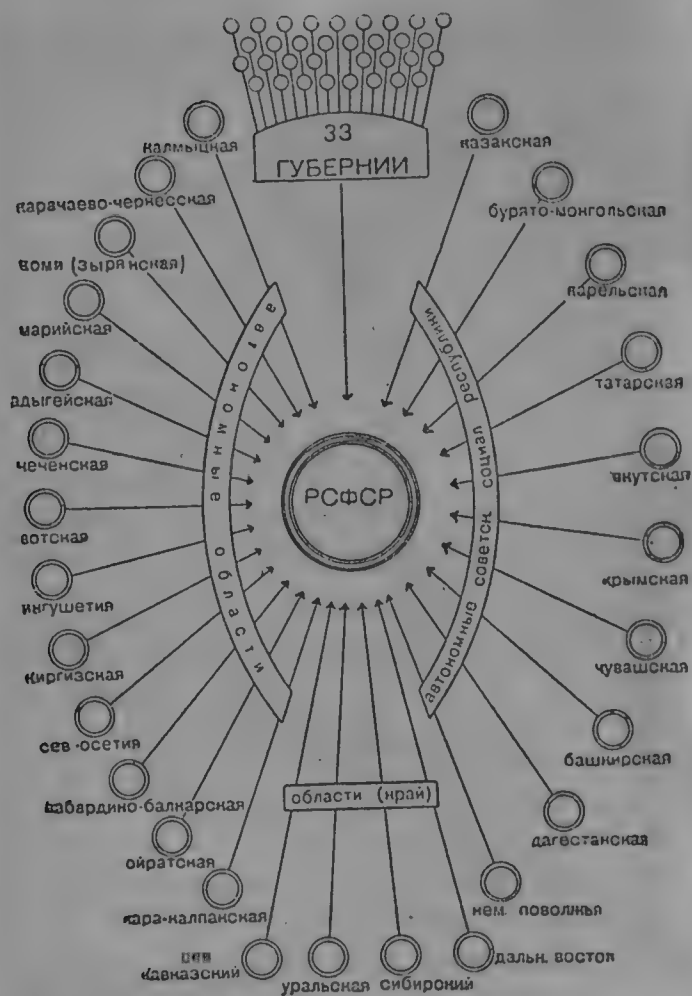 33
ГУБЕРНИИ
калмыцкая
карачаево-черкесская
коми (зырянская)
марийская
адыгейская
чеченская
вотская
ингушетия
киргизская
сев.-осетия
кабардино-балкарская
ойратская
кара-калпакская
автономные области
РСФСР
казакская
бурято-монгольская
карельская
татарская
якутская
крымская
чувашская
башкирская
дагестанская
нем. поволжья
автономные советск. социал республики
области (край)
сев
кавказский
уральская
сибирский
дальн. восток